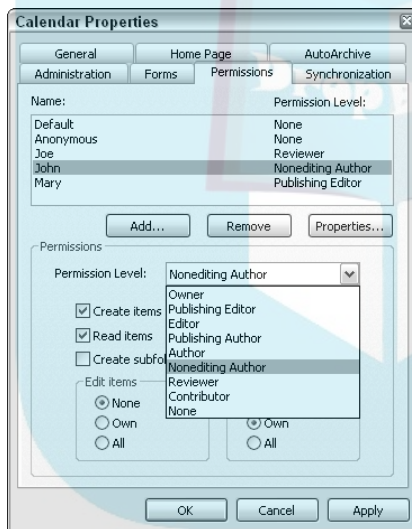 Calendar Properties
General Home Page AutoArchive
Administration Forms Permissions Synchronization
Name: Permission Level:
Default None
Anonymous None
Joe Reviewer
John Nonediting Author
Mary Publishing Editor
Add... Remove Properties...
Permissions
Permission Level: Nonediting Author
Owner
Publishing Editor
Editor
Publishing Author
Author
Nonediting Author
Reviewer
Contributor
None
Create items
Read items
Create subfol
Edit items
None
Own Own
All All
OK Cancel Apply